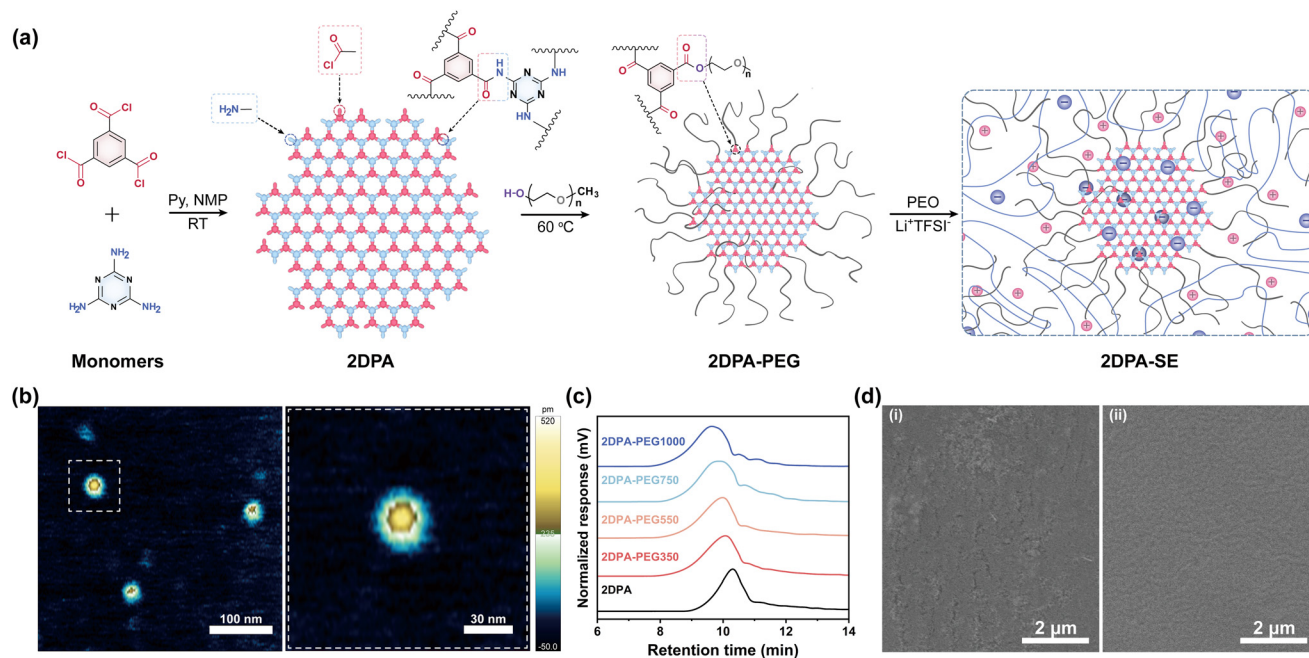 (a)
O
Cl
H₂N
O
Cl
O
Cl
O
Cl
+
NH₂
N
N
H₂N
N
NH₂
Monomers
Py, NMP
RT
2DPA
O
O
O
H
N
N
N
N
NH
HN
H-O
O
n
CH₃
60 °C
O
O
O
O
O
n
2DPA-PEG
PEO
Li⁺TFSI⁻
2DPA-SE
(b)
100 nm
30 nm
pm
520
235
-50.0
(c)
Normalized response (mV)
2DPA-PEG1000
2DPA-PEG750
2DPA-PEG550
2DPA-PEG350
2DPA
6 8 10 12 14
Retention time (min)
(d)
(i)
2 μm
(ii)
2 μm